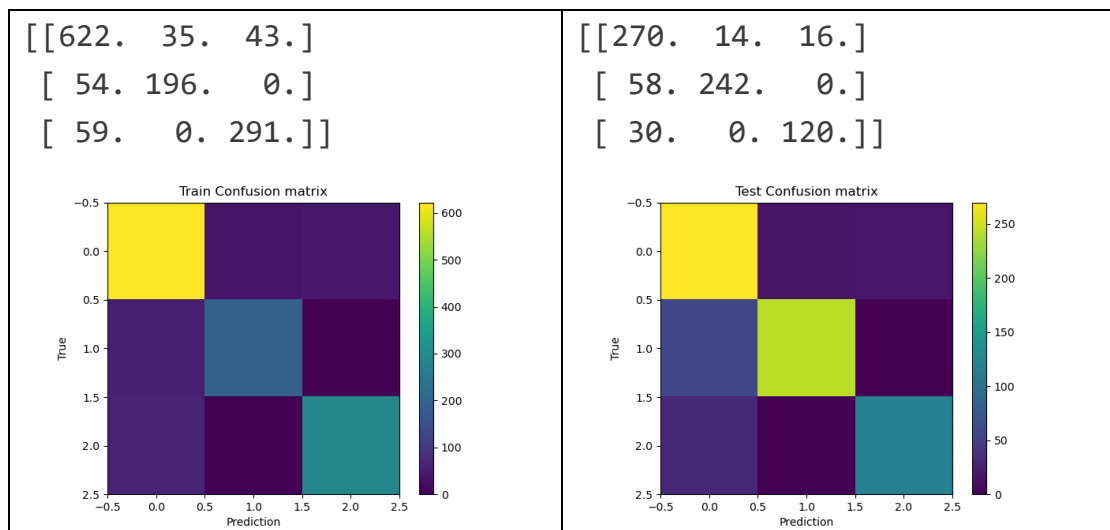 [[622. 35. 43.]
[ 54. 196. 0.]
[ 59. 0. 291.]]
Train Confusion matrix
−0.5
0.0
0.5
1.0
1.5
2.0
2.5
True
−0.5 0.0 0.5 1.0 1.5 2.0 2.5
Prediction
600
500
400
300
200
100
0
[[270. 14. 16.]
[ 58. 242. 0.]
[ 30. 0. 120.]]
Test Confusion matrix
−0.5
0.0
0.5
1.0
1.5
2.0
2.5
True
−0.5 0.0 0.5 1.0 1.5 2.0 2.5
Prediction
250
200
150
100
50
0